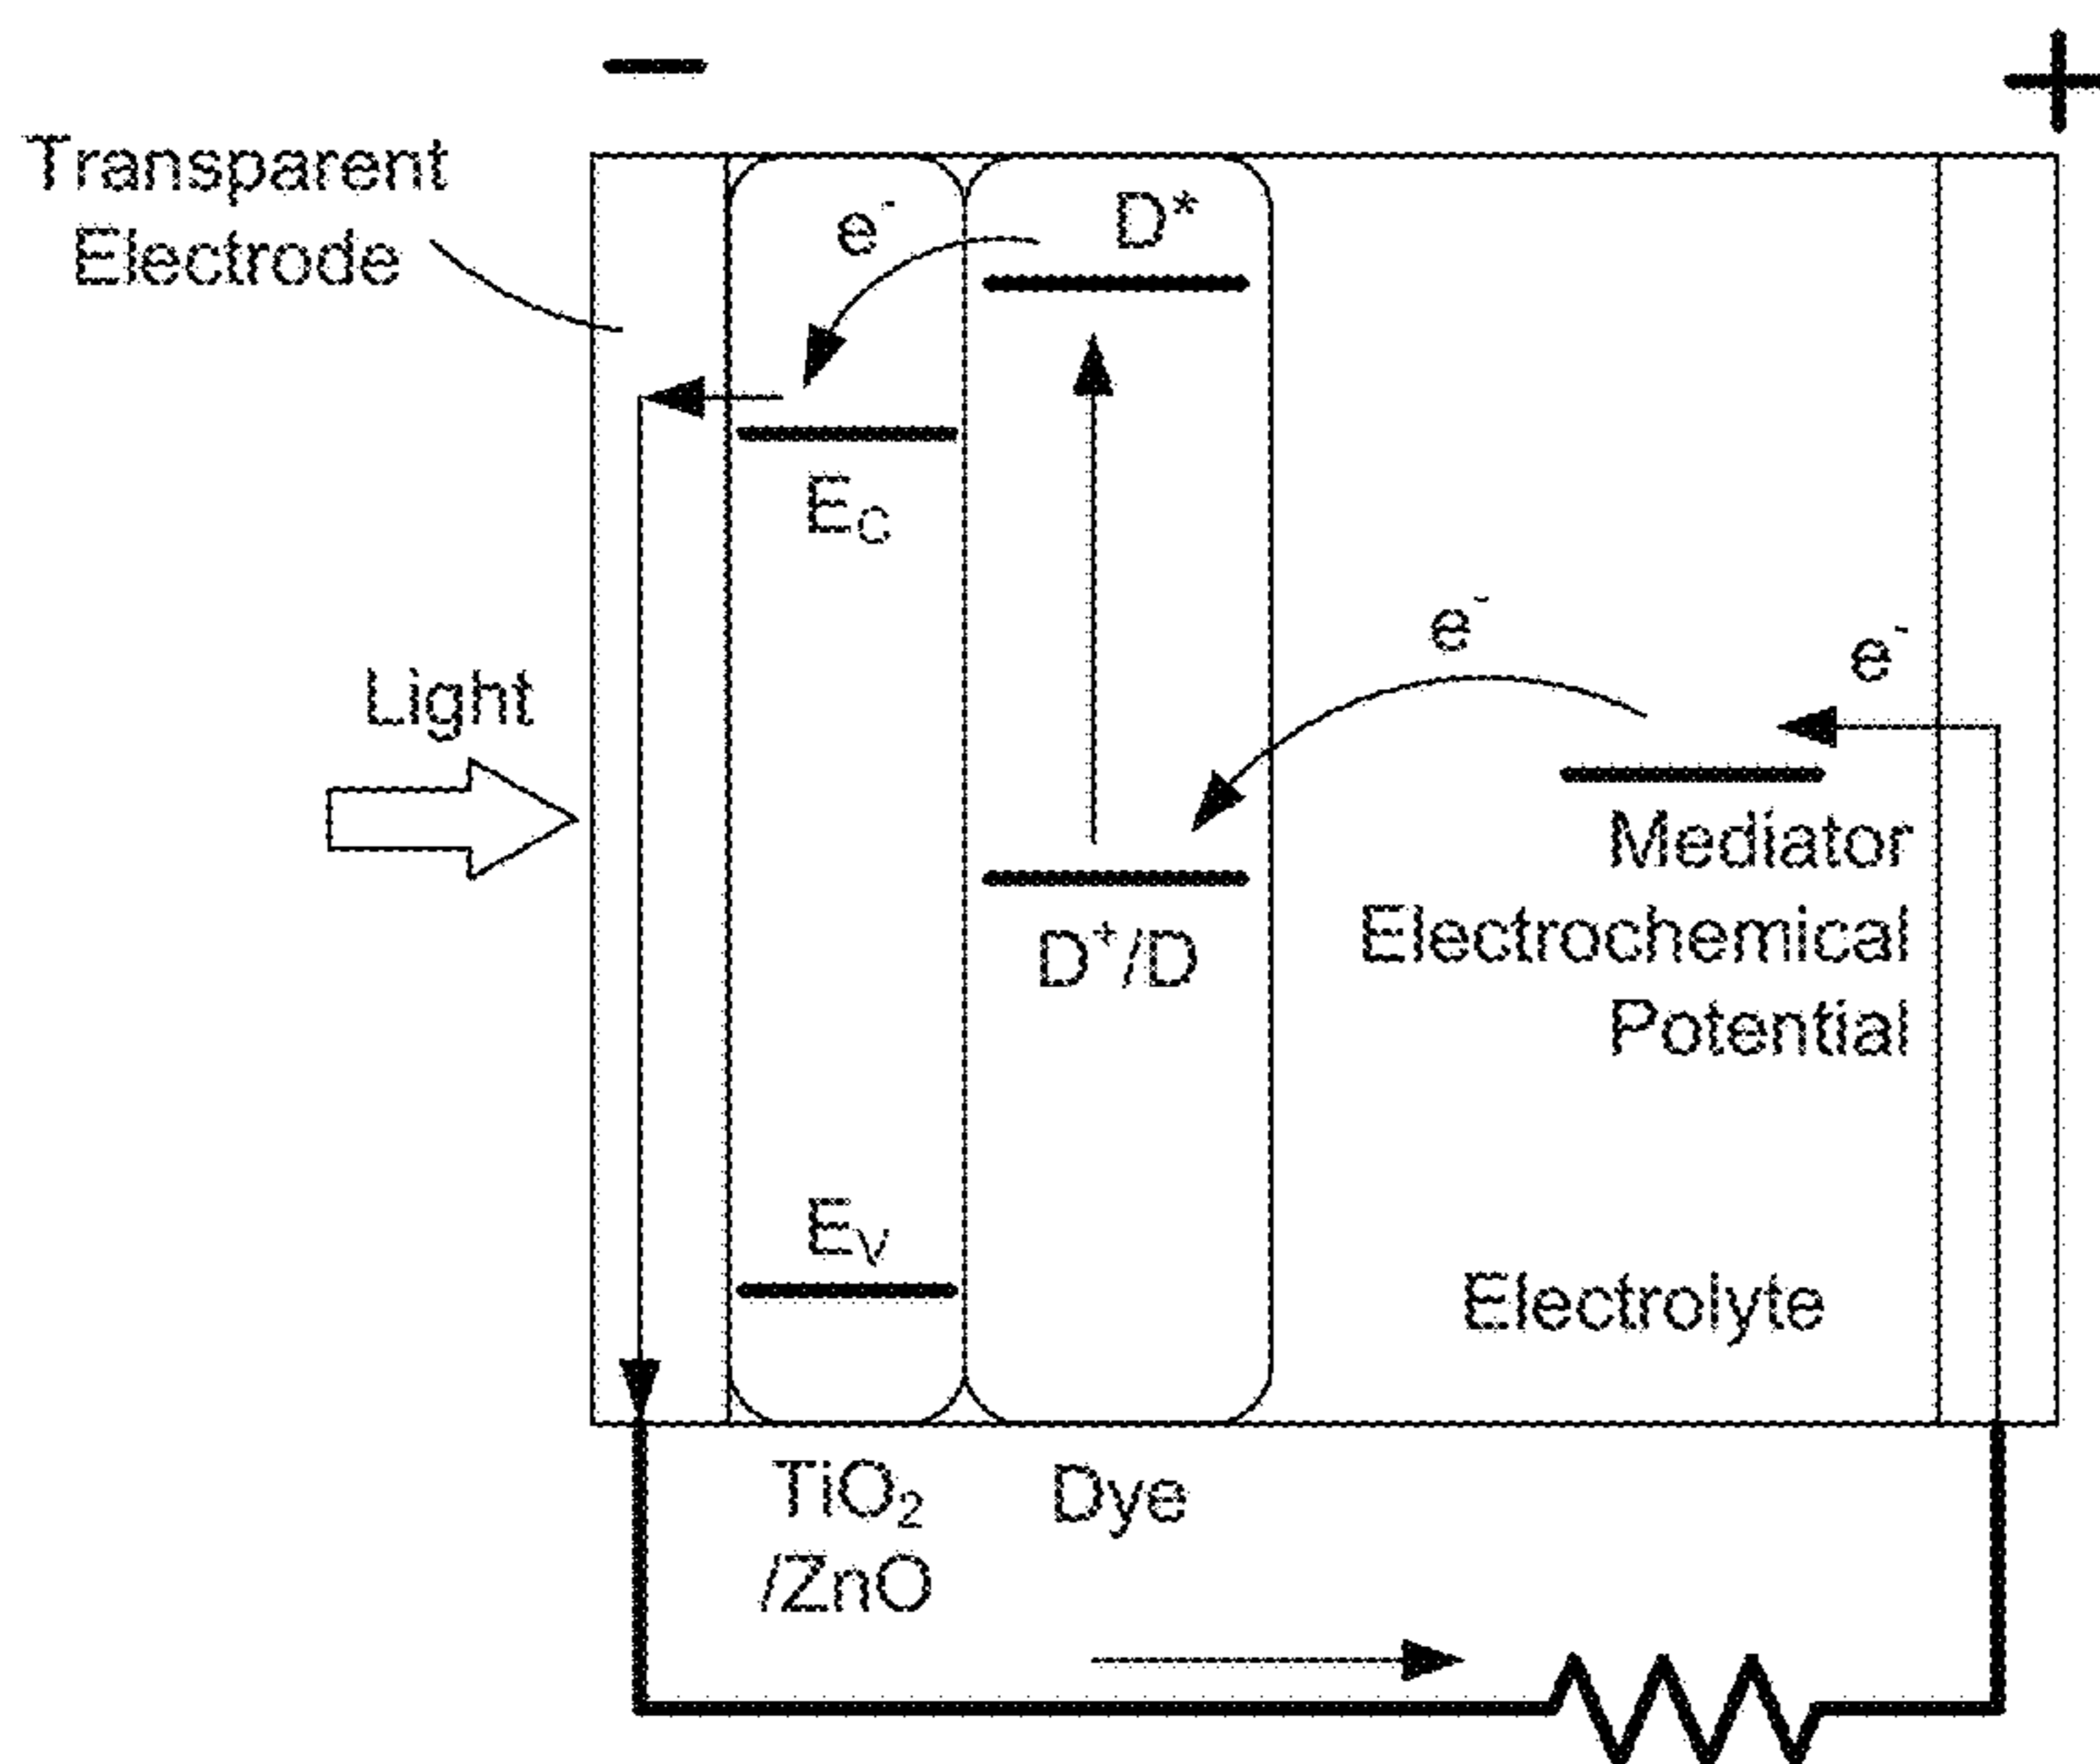 −
+
Transparent
Electrode
e⁻
D*
E_C
Light
e⁻
e⁻
Mediator
Electrochemical
Potential
D⁺/D
E_V
Electrolyte
TiO₂
/ZnO
Dye